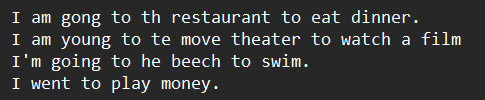 I am gong to th restaurant to eat dinner.
I am young to te move theater to watch a film
I'm going to he beech to swim.
I went to play money.